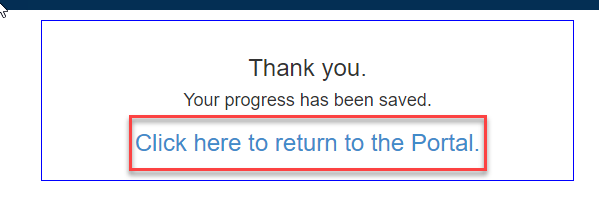 Thank you.
Your progress has been saved.
Click here to return to the Portal.